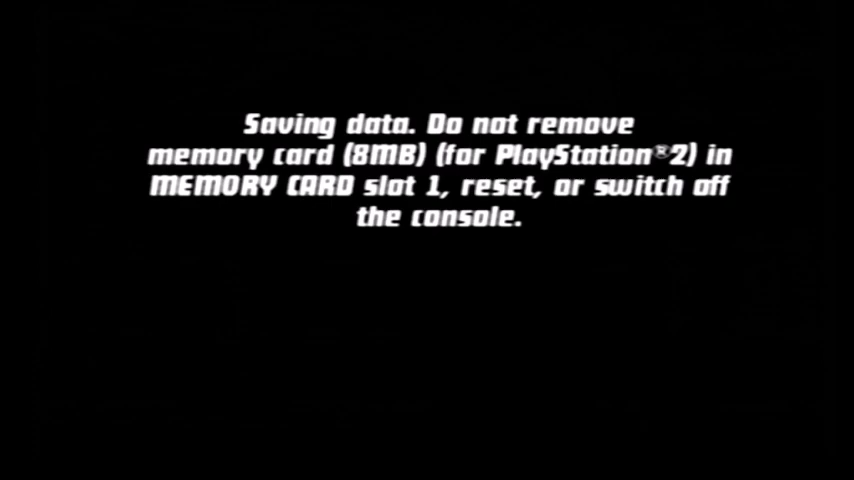 Saving data. Do not remove
memory card (8MB) (for PlayStation®2) in
MEMORY CARD slot 1, reset, or switch off
the console.